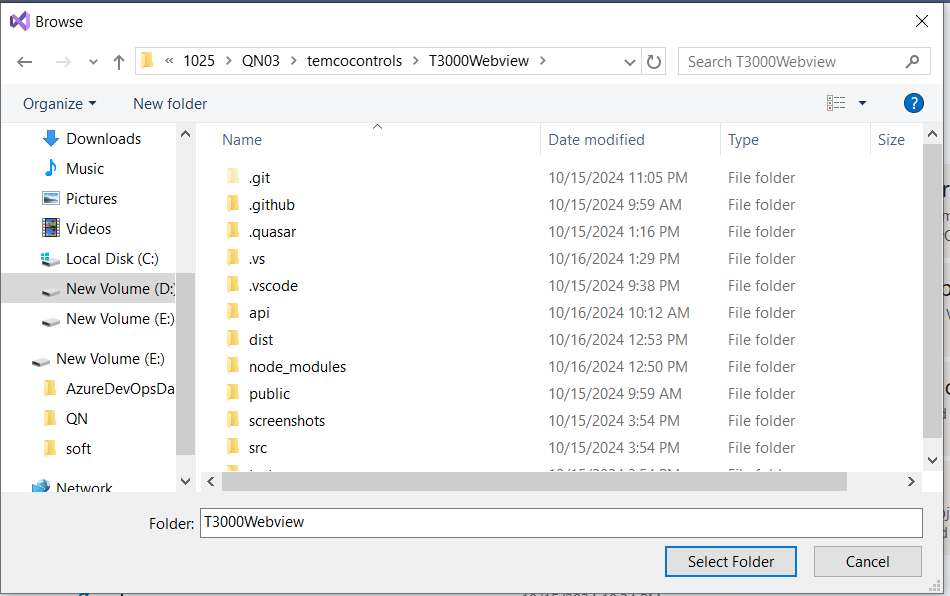 Browse
« 1025 > QN03 > temcocontrols > T3000Webview >
Search T3000Webview
Organize
New folder
?
Downloads
Music
Pictures
Videos
Local Disk (C:)
New Volume (D:)
New Volume (E:)
New Volume (E:)
AzureDevOpsDa
QN
soft
Network
Name Date modified Type Size
.git 10/15/2024 11:05 PM File folder
.github 10/15/2024 9:59 AM File folder
.quasar 10/15/2024 1:16 PM File folder
.vs 10/16/2024 1:29 PM File folder
.vscode 10/15/2024 9:38 PM File folder
api 10/16/2024 10:12 AM File folder
dist 10/16/2024 12:53 PM File folder
node_modules 10/16/2024 12:50 PM File folder
public 10/15/2024 9:59 AM File folder
screenshots 10/15/2024 3:54 PM File folder
src 10/15/2024 3:54 PM File folder
Folder: T3000Webview
Select Folder
Cancel